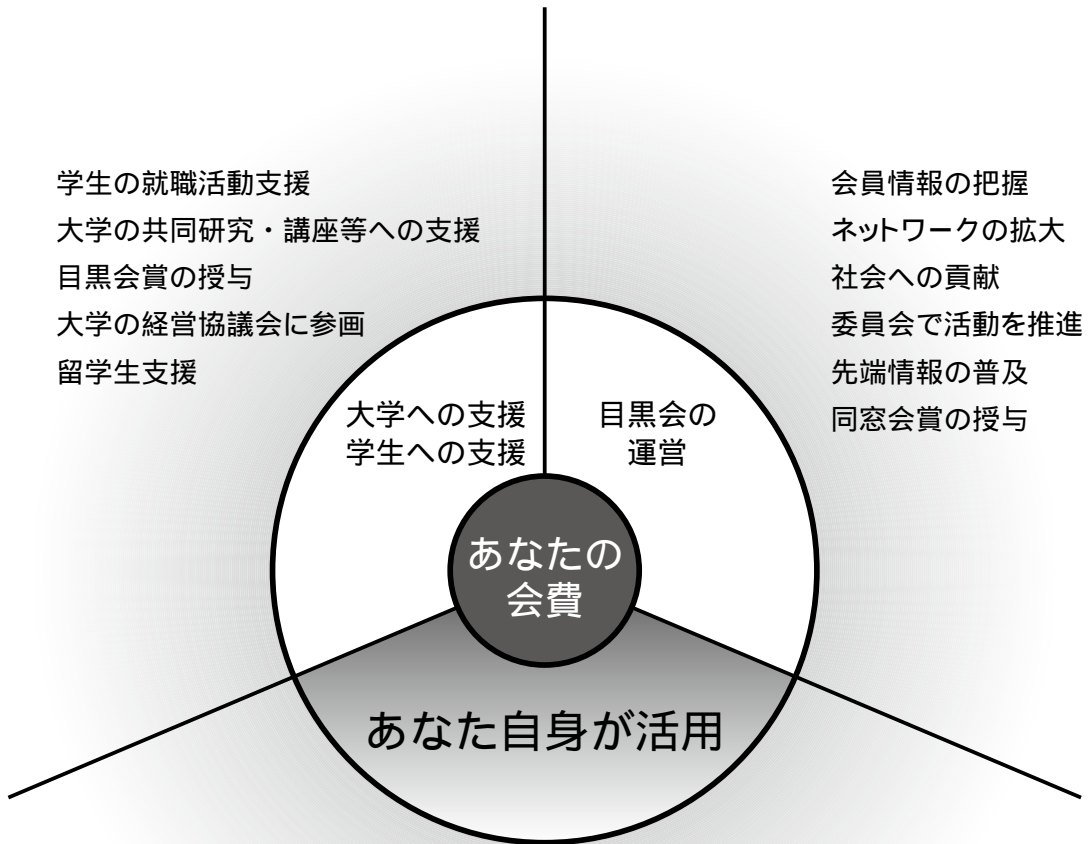 学生の就職活動支援
大学の共同研究・講座等への支援
目黒会賞の授与
大学の経営協議会に参画
留学生支援
会員情報の把握
ネットワークの拡大
社会への貢献
委員会で活動を推進
先端情報の普及
同窓会賞の授与
大学への支援
学生への支援
目黒会の
運営
あなたの
会費
あなた自身が活用